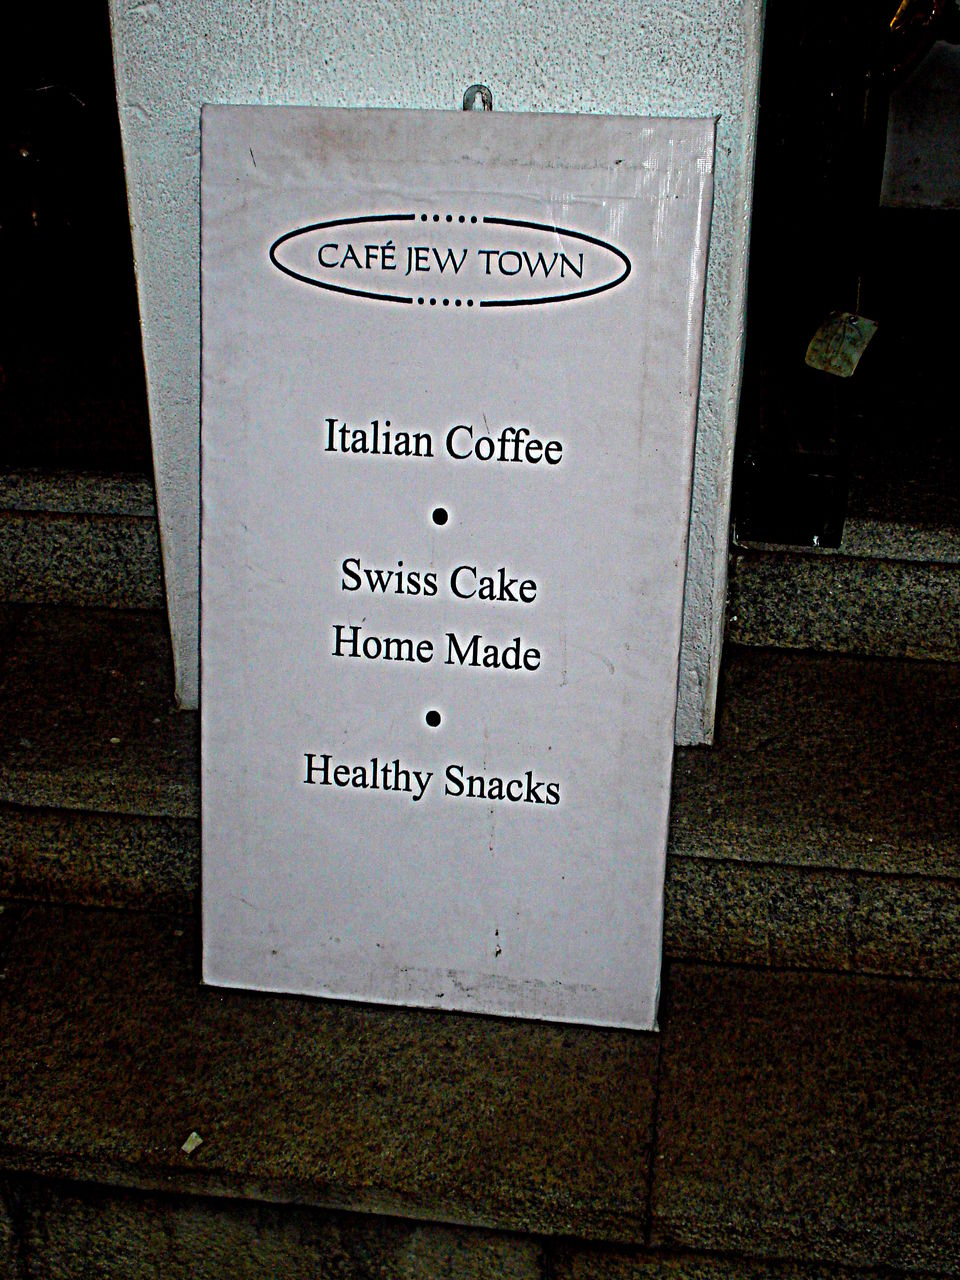 CAFÉ JEW TOWN
Italian Coffee
•
Swiss Cake
Home Made
•
Healthy Snacks